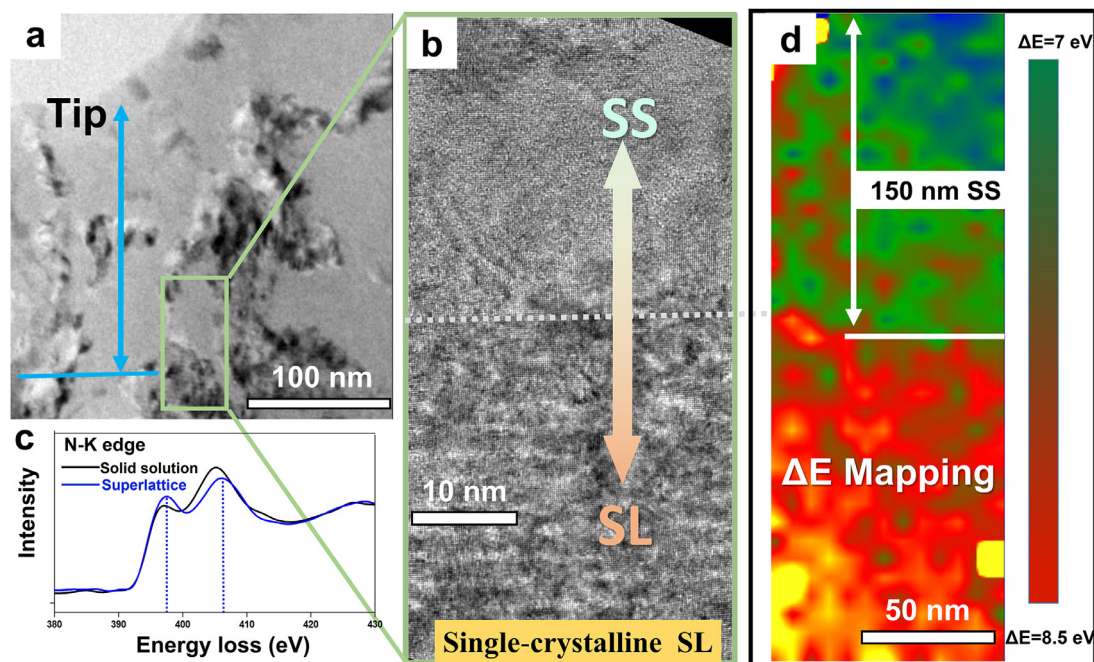 a
Tip
100 nm
b
SS
10 nm
SL
Single-crystalline SL
c
N-K edge
Solid solution
Superlattice
Intensity
380 390 400 410 420 430
Energy loss (eV)
d
ΔE=7 eV
150 nm SS
ΔE Mapping
50 nm
ΔE=8.5 eV